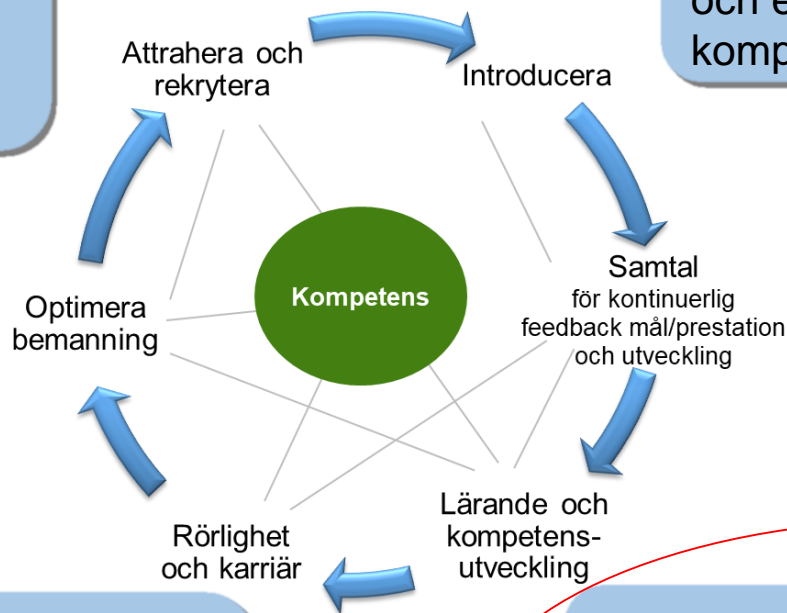 och e
komp
Attrahera och
rekrytera
Introducera
Samtal
för kontinuerlig
feedback mål/prestation
och utveckling
Kompetens
Optimera
bemanning
Lärande och
kompetens-
utveckling
Rörlighet
och karriär